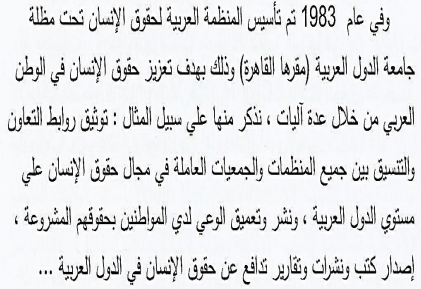 وفي عام 1983 تم تأسيس المنظمة العربية لحقوق الإنسان تحت مظلة
جامعة الدول العربية (مقرها القاهرة) وذلك بهدف تعزيز حقوق الإنسان في الوطن
العربي من خلال عدة آليات ، نذكر منها علي سبيل المثال : توثيق روابط التعاون
والتنسيق بين جميع المنظمات والجمعيات العاملة في مجال حقوق الإنسان علي
مستوي الدول العربية ، ونشر وتعميق الوعي لدي المواطنين بحقوقهم المشروعة ،
إصدار كتب ونشرات وتقارير تدافع عن حقوق الإنسان في الدول العربية ...